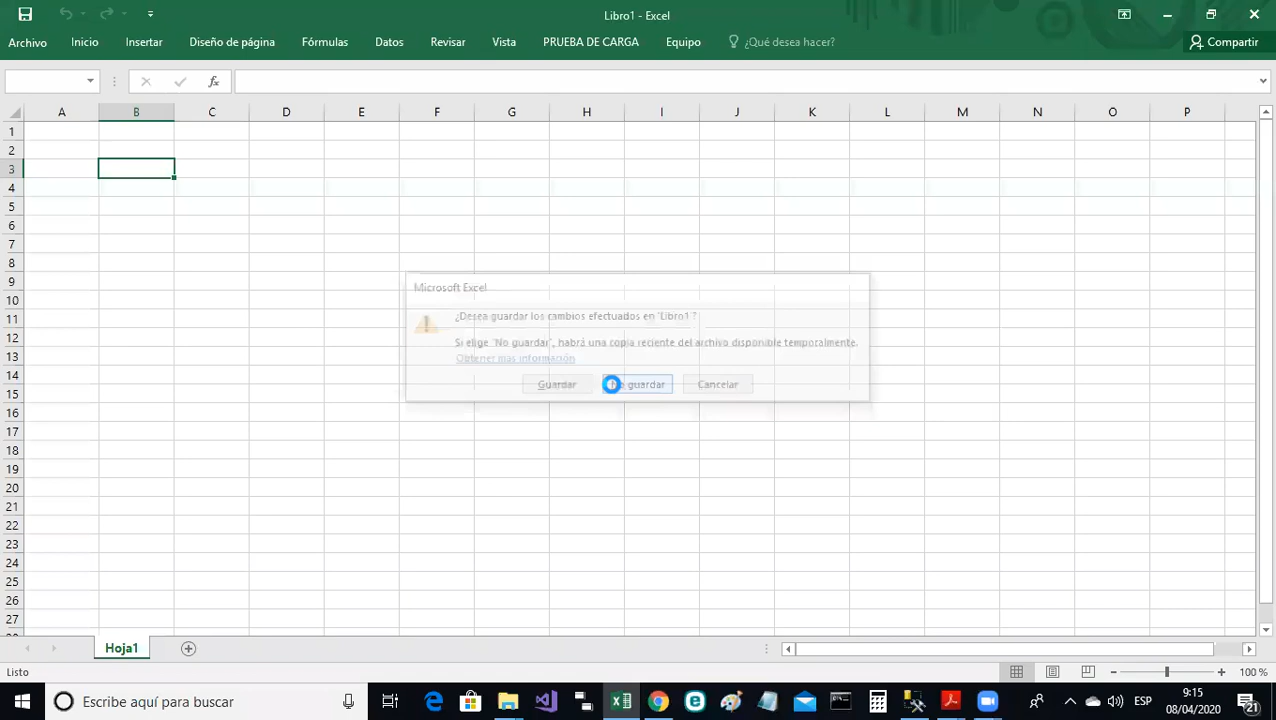 Libro1 - Excel
Archivo Inicio Insertar Diseño de página Fórmulas Datos Revisar Vista PRUEBA DE CARGA Equipo ¿Qué desea hacer? Compartir
fx
A B C D E F G H I J K L M N O P
1
2
3
4
5
6
7
8
9
10
11
12
13
14
15
16
17
18
19
20
21
22
23
24
25
26
27
Microsoft Excel
¿Desea guardar los cambios efectuados en 'Libro1'?
Si elige "No guardar", habrá una copia reciente del archivo disponible temporalmente.
Obtener más información
Guardar guardar Cancelar
Hoja1
Listo 100 %
Escribe aquí para buscar
ESP
9:15
08/04/2020
21